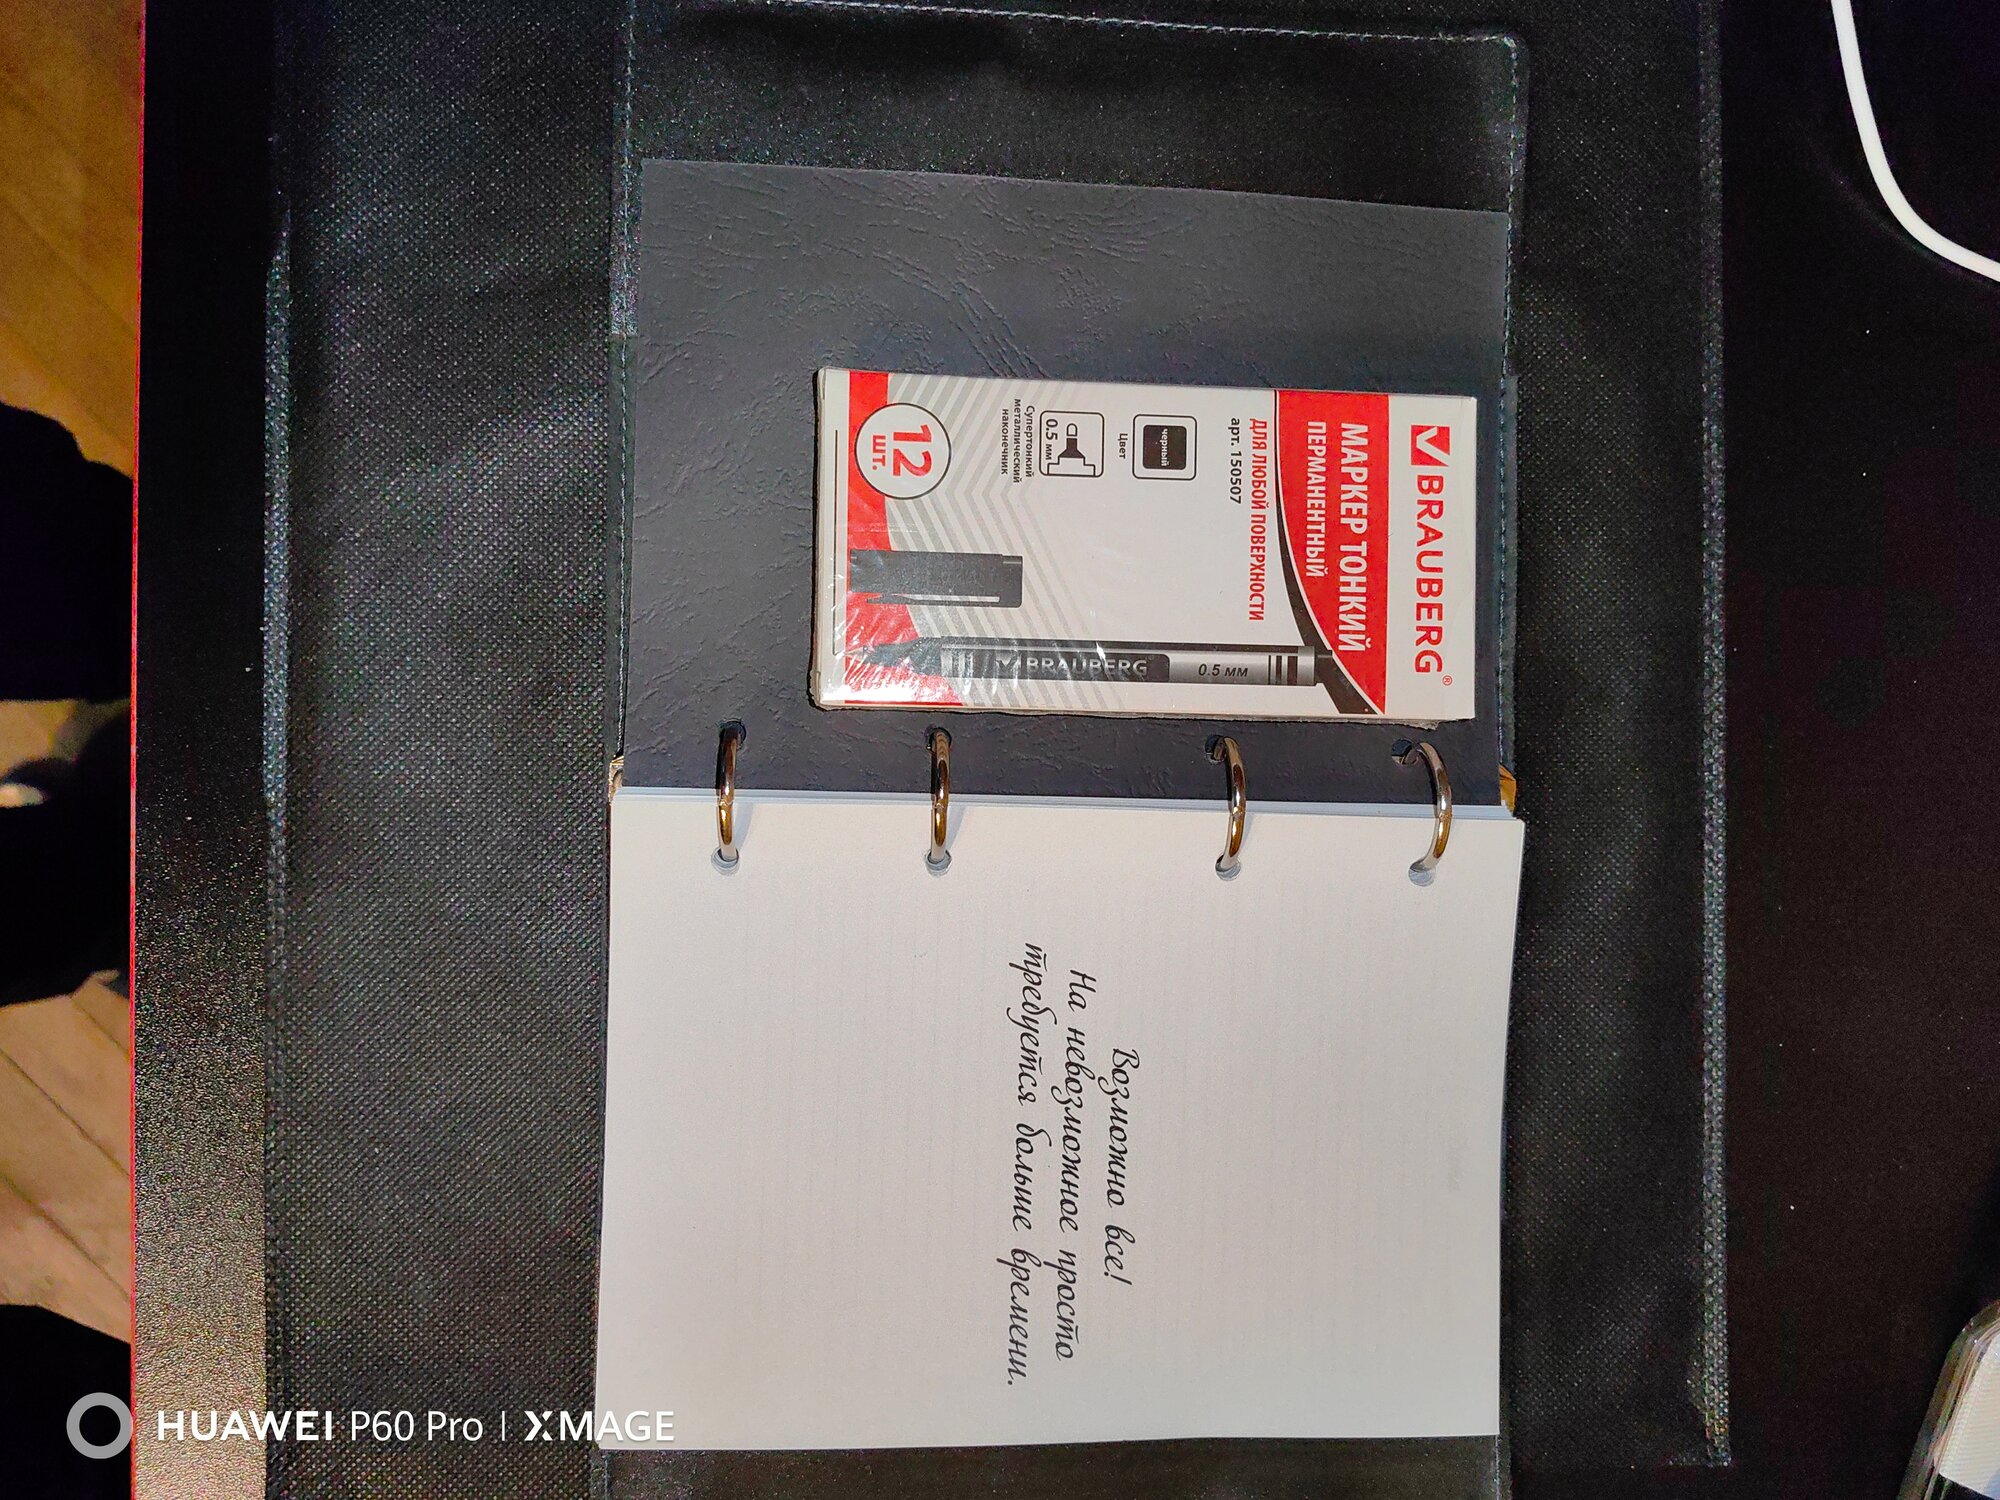 BRAUBERG®
МАРКЕР ТОНКИЙ
ПЕРМАНЕНТНЫЙ
ДЛЯ ЛЮБОЙ ПОВЕРХНОСТИ
арт. 150507
черный
Цвет
0.5 мм
Супертонкий
металлический
наконечник
12
шт.
BRAUBERG
0.5 мм
Возможно все!
На невозможное просто
требуется больше времени.
HUAWEI P60 Pro | XMAGE